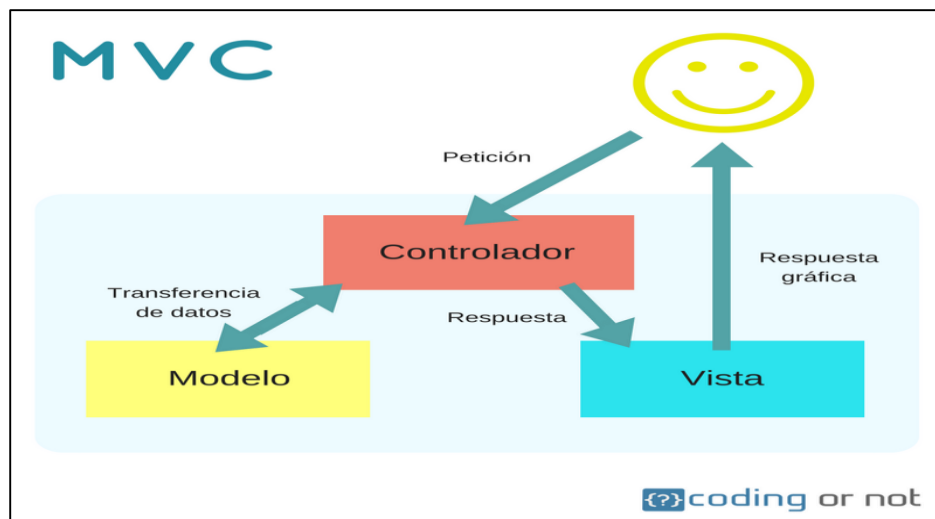 MVC
Petición
Controlador
Transferencia
de datos
Respuesta
Respuesta
gráfica
Modelo
Vista
{?} coding or not